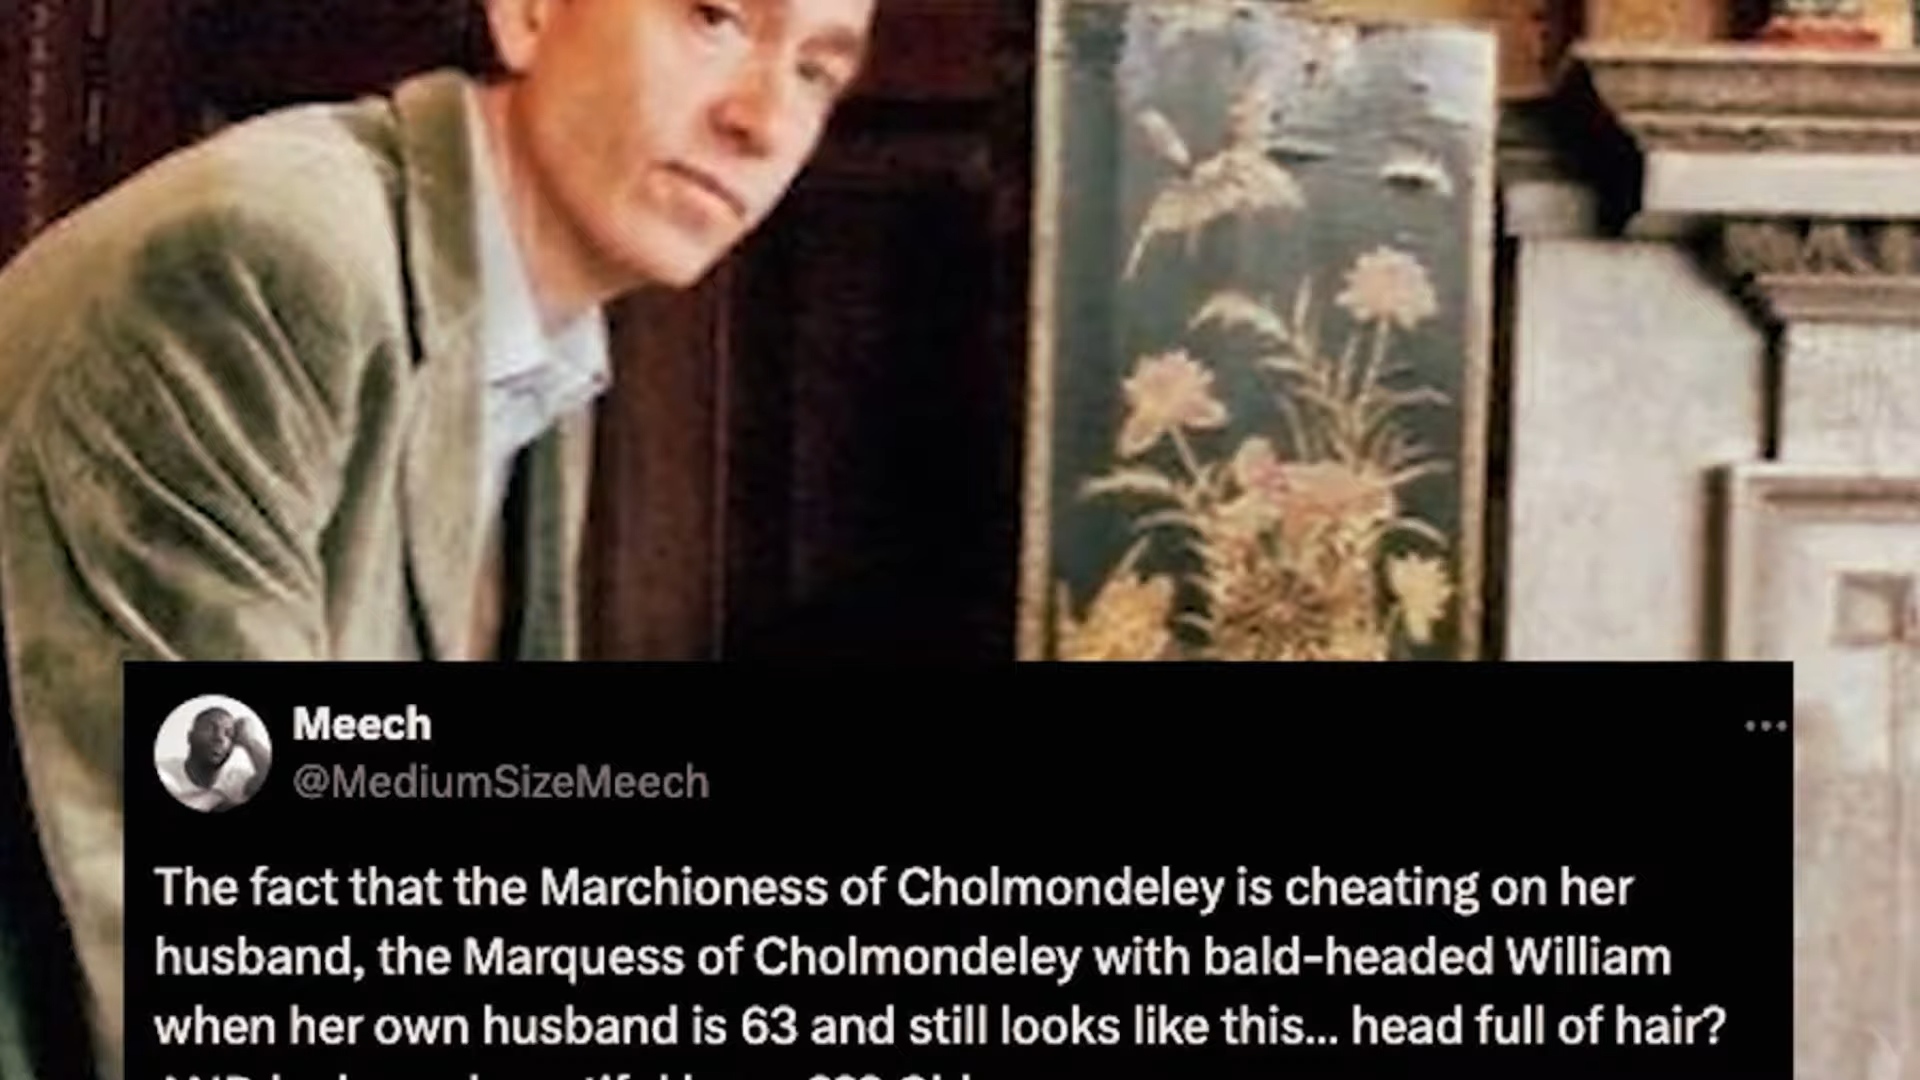 Meech
@MediumSizeMeech
The fact that the Marchioness of Cholmondeley is cheating on her
husband, the Marquess of Cholmondeley with bald-headed William
when her own husband is 63 and still looks like this... head full of hair?